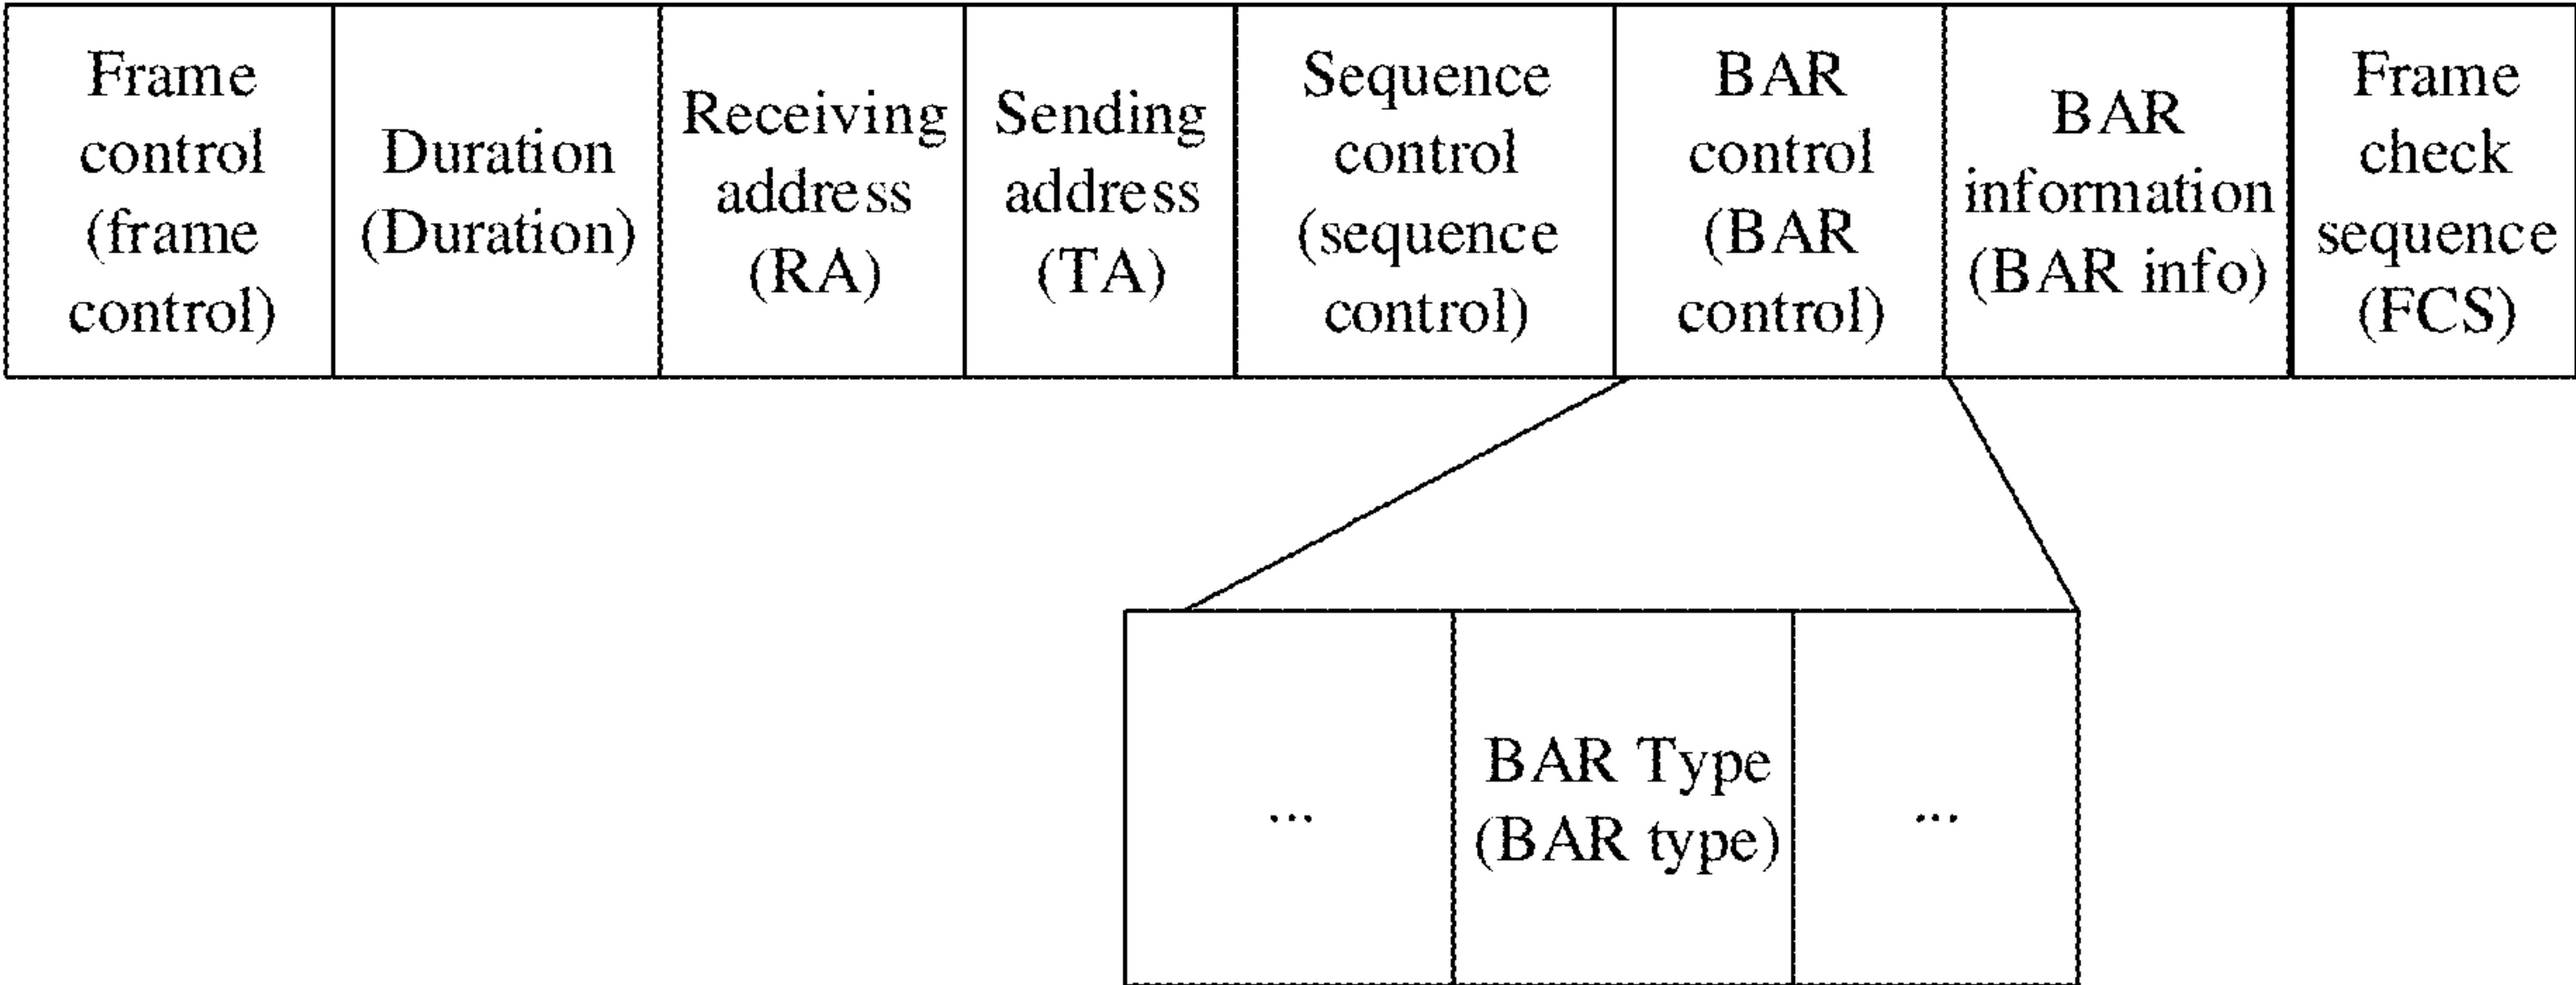 Frame
control
(frame
control)
Duration
(Duration)
Receiving
address
(RA)
Sending
address
(TA)
Sequence
control
(sequence
control)
BAR
control
(BAR
control)
BAR
information
(BAR info)
Frame
check
sequence
(FCS)
...
BAR Type
(BAR type)
...